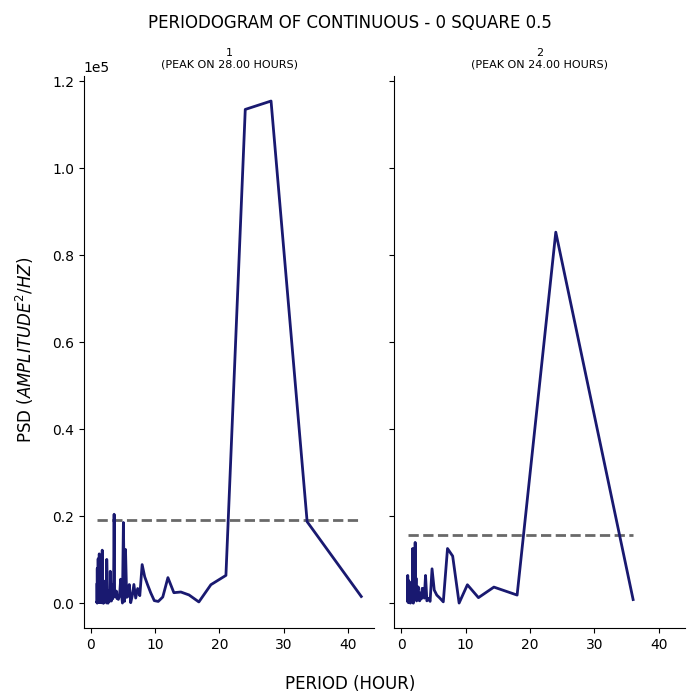 PERIODOGRAM OF CONTINUOUS - 0 SQUARE 0.5
1
(PEAK ON 28.00 HOURS)
2
(PEAK ON 24.00 HOURS)
1e5
1.2
1.0
0.8
0.6
0.4
0.2
0.0
PSD (AMPLITUDE²/HZ)
0 10 20 30 40
0 10 20 30 40
PERIOD (HOUR)